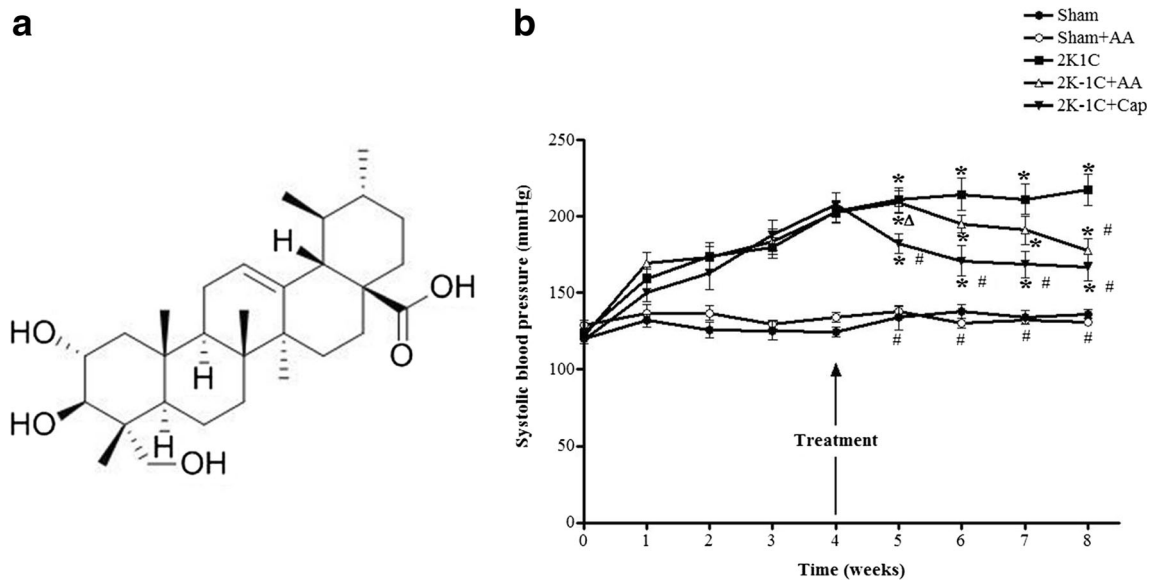 a
H
OH
O
HO
H
HO
H
OH
b
Sham
Sham+AA
2K1C
2K-1C+AA
2K-1C+Cap
Systolic blood pressure (mmHg)
250
200
150
100
50
0
* * * *
*Δ * * * #
* # * # * # * #
# # # #
Treatment
0 1 2 3 4 5 6 7 8
Time (weeks)